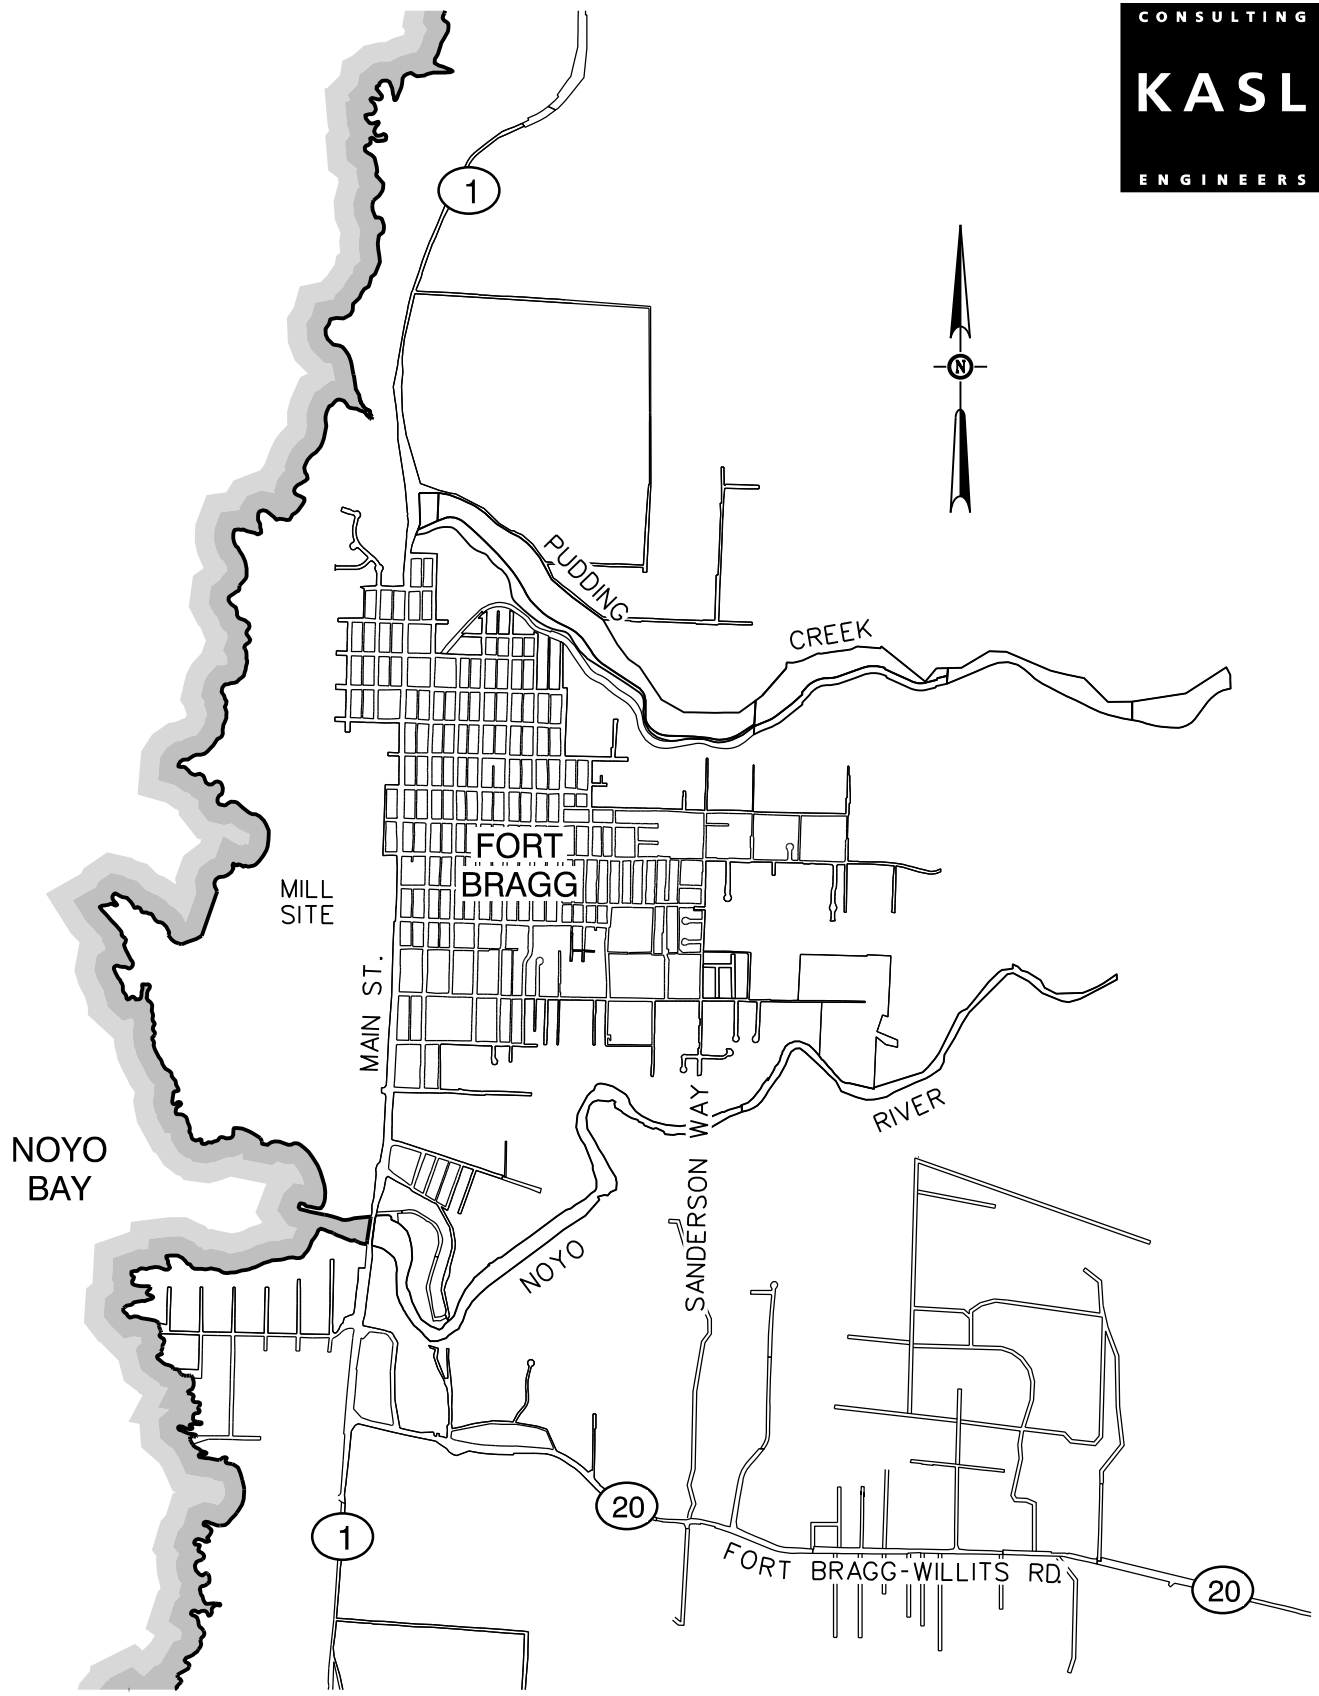 CONSULTING
KASL
ENGINEERS
1
N
PUDDING
CREEK
FORT
BRAGG
MILL
SITE
MAIN ST.
NOYO
BAY
RIVER
SANDERSON WAY
NOYO
20
1
FORT BRAGG-WILLITS RD.
20